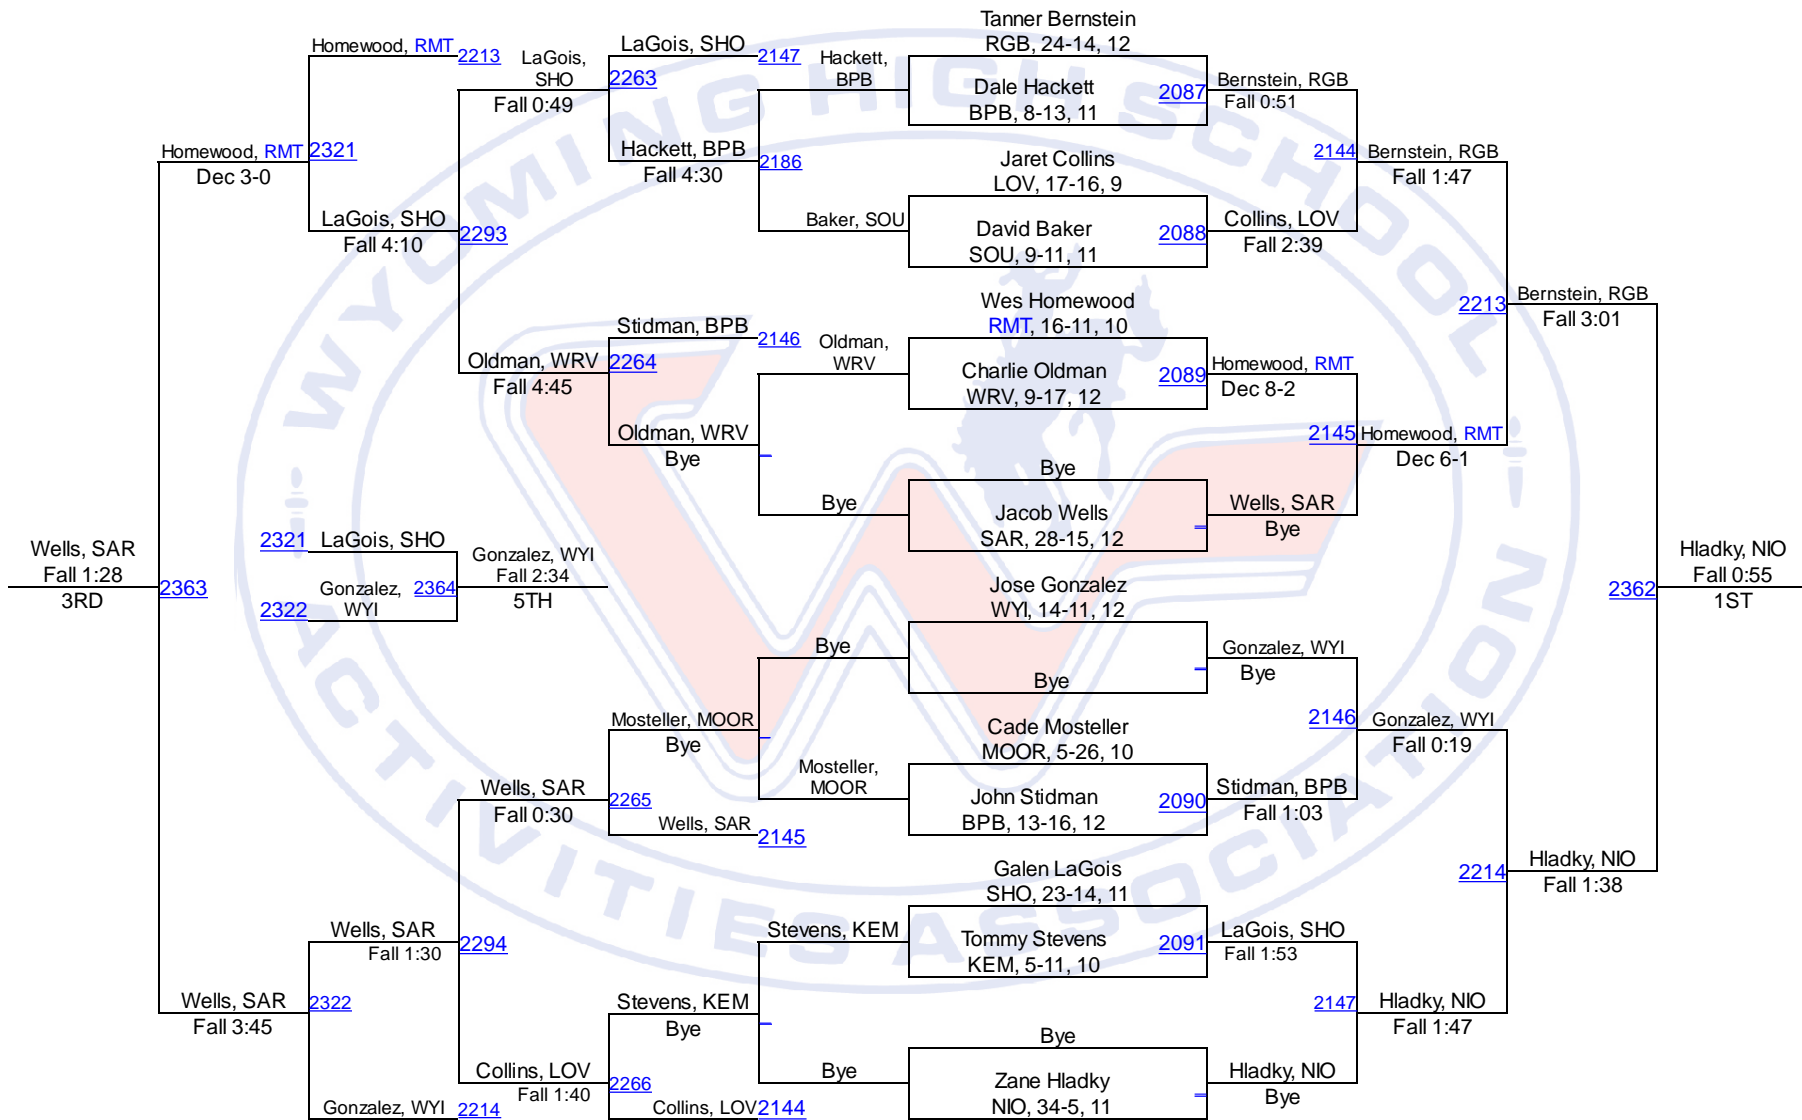 Tanner Bernstein
RGB, 24-14, 12
Dale Hackett
BPB, 8-13, 11
2087
Jaret Collins
LOV, 17-16, 9
David Baker
SOU, 9-11, 11
2088
Wes Homewood
RMT, 16-11, 10
Charlie Oldman
WRV, 9-17, 12
2089
Bye
Jacob Wells
SAR, 28-15, 12
Jose Gonzalez
WYI, 14-11, 12
Bye
Cade Mosteller
MOOR, 5-26, 10
John Stidman
BPB, 13-16, 12
2090
Galen LaGois
SHO, 23-14, 11
Tommy Stevens
KEM, 5-11, 10
2091
Bye
Zane Hladky
NIO, 34-5, 11
Bernstein, RGB
Fall 0:51
2144
Collins, LOV
Fall 2:39
Homewood, RMT
Dec 8-2
2145
Wells, SAR
Bye
Gonzalez, WYI
Bye
2146
Stidman, BPB
Fall 1:03
LaGois, SHO
Fall 1:53
2147
Hladky, NIO
Bye
Bernstein, RGB
Fall 1:47
2213
Homewood, RMT
Dec 6-1
Gonzalez, WYI
Fall 0:19
2214
Hladky, NIO
Fall 1:47
Bernstein, RGB
Fall 3:01
2362
Hladky, NIO
Fall 1:38
Hladky, NIO
Fall 0:55
1ST
Hackett,
BPB
2186
Baker, SOU
Oldman,
WRV
Bye
Bye
Mosteller,
MOOR
Stevens, KEM
Bye
LaGois, SHO
2147
2263
Hackett, BPB
Fall 4:30
Stidman, BPB
2146
2264
Oldman, WRV
Bye
Mosteller, MOOR
Bye
2265
Wells, SAR
2145
Stevens, KEM
Bye
2266
Collins, LOV
2144
LaGois,
SHO
Fall 0:49
2293
Oldman, WRV
Fall 4:45
Wells, SAR
Fall 0:30
2294
Collins, LOV
Fall 1:40
Homewood, RMT
2213
2321
LaGois, SHO
Fall 4:10
Wells, SAR
Fall 1:30
2322
Gonzalez, WYI
2214
Homewood, RMT
Dec 3-0
2363
Wells, SAR
Fall 3:45
Wells, SAR
Fall 1:28
3RD
2321
LaGois, SHO
2322
Gonzalez,
WYI
2364
Gonzalez, WYI
Fall 2:34
5TH
WYOMING HIGH SCHOOL
ACTIVITIES ASSOCIATION